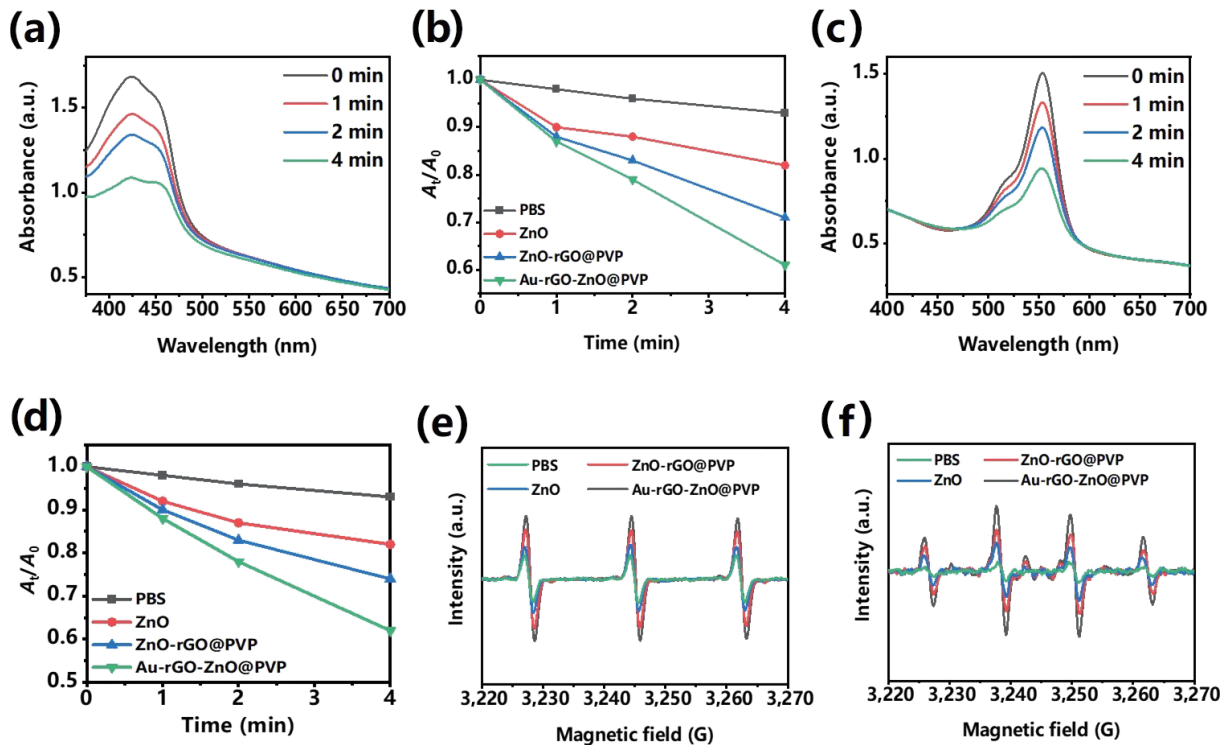 (a)
0 min
1 min
2 min
4 min
1.5
1.0
0.5
Absorbance (a.u.)
400 450 500 550 600 650 700
Wavelength (nm)
(b)
1.0
0.9
0.8
0.7
0.6
A_t/A_0
PBS
ZnO
ZnO-rGO@PVP
Au-rGO-ZnO@PVP
0 1 2 3 4
Time (min)
(c)
0 min
1 min
2 min
4 min
1.5
1.0
0.5
Absorbance (a.u.)
400 450 500 550 600 650 700
Wavelength (nm)
(d)
1.0
0.9
0.8
0.7
0.6
0.5
A_t/A_0
PBS
ZnO
ZnO-rGO@PVP
Au-rGO-ZnO@PVP
0 1 2 3 4
Time (min)
(e)
PBS ZnO-rGO@PVP
ZnO Au-rGO-ZnO@PVP
Intensity (a.u.)
3,220 3,230 3,240 3,250 3,260 3,270
Magnetic field (G)
(f)
PBS ZnO-rGO@PVP
ZnO Au-rGO-ZnO@PVP
Intensity (a.u.)
3,220 3,230 3,240 3,250 3,260 3,270
Magnetic field (G)